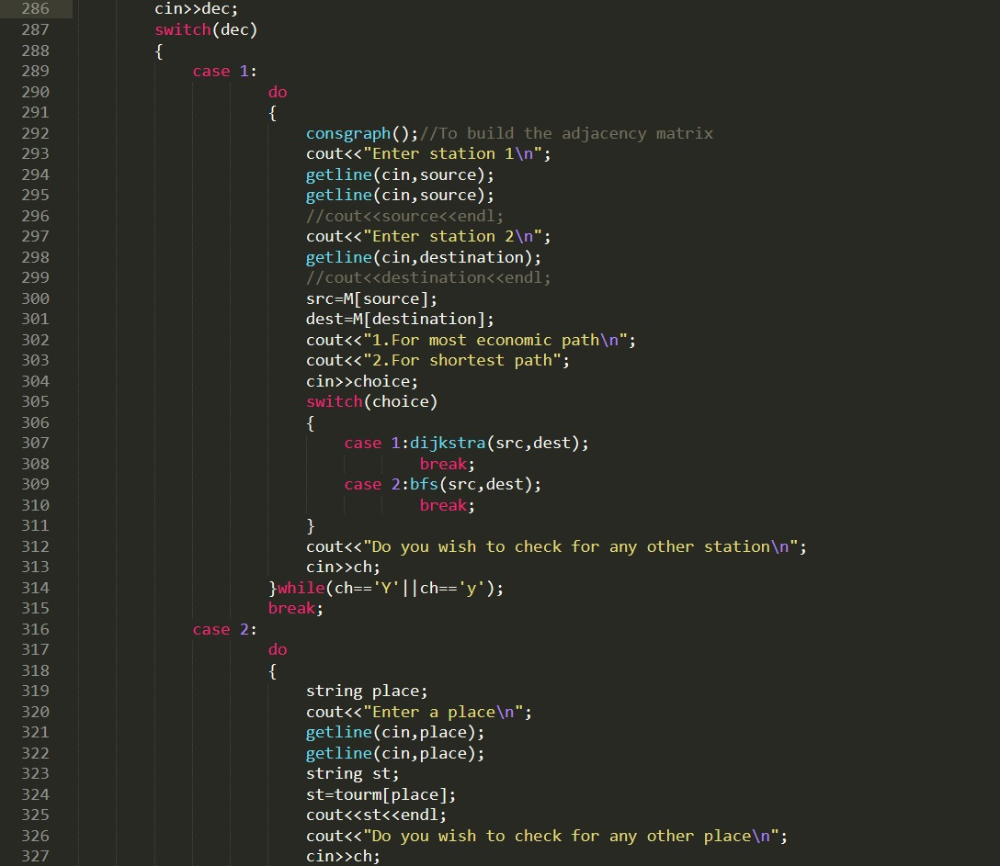 286 cin>>dec;
287 switch(dec)
288 {
289 case 1:
290 do
291 {
292 consgraph();//To build the adjacency matrix
293 cout<<"Enter station 1\n";
294 getline(cin,source);
295 getline(cin,source);
296 //cout<<source<<endl;
297 cout<<"Enter station 2\n";
298 getline(cin,destination);
299 //cout<<destination<<endl;
300 src=M[source];
301 dest=M[destination];
302 cout<<"1.For most economic path\n";
303 cout<<"2.For shortest path";
304 cin>>choice;
305 switch(choice)
306 {
307 case 1:dijkstra(src,dest);
308 break;
309 case 2:bfs(src,dest);
310 break;
311 }
312 cout<<"Do you wish to check for any other station\n";
313 cin>>ch;
314 }while(ch=='Y'||ch=='y');
315 break;
316 case 2:
317 do
318 {
319 string place;
320 cout<<"Enter a place\n";
321 getline(cin,place);
322 getline(cin,place);
323 string st;
324 st=tourm[place];
325 cout<<st<<endl;
326 cout<<"Do you wish to check for any other place\n";
327 cin>>ch;